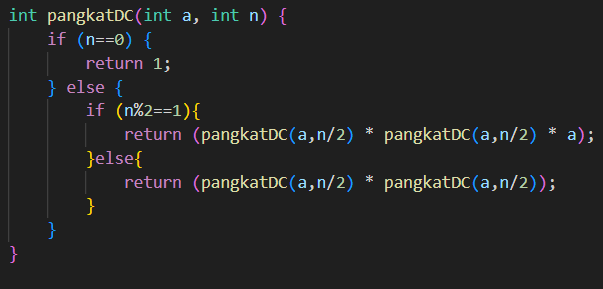 int pangkatDC(int a, int n) {
    if (n==0) {
        return 1;
    } else {
        if (n%2==1){
            return (pangkatDC(a,n/2) * pangkatDC(a,n/2) * a);
        }else{
            return (pangkatDC(a,n/2) * pangkatDC(a,n/2));
        }
    }
}